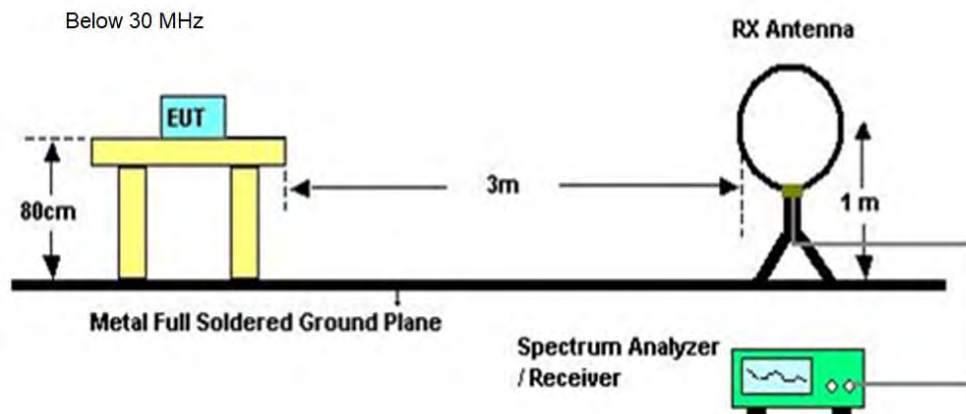 Below 30 MHz
RX Antenna
EUT
80cm
3m
1 m
Metal Full Soldered Ground Plane
Spectrum Analyzer
/ Receiver